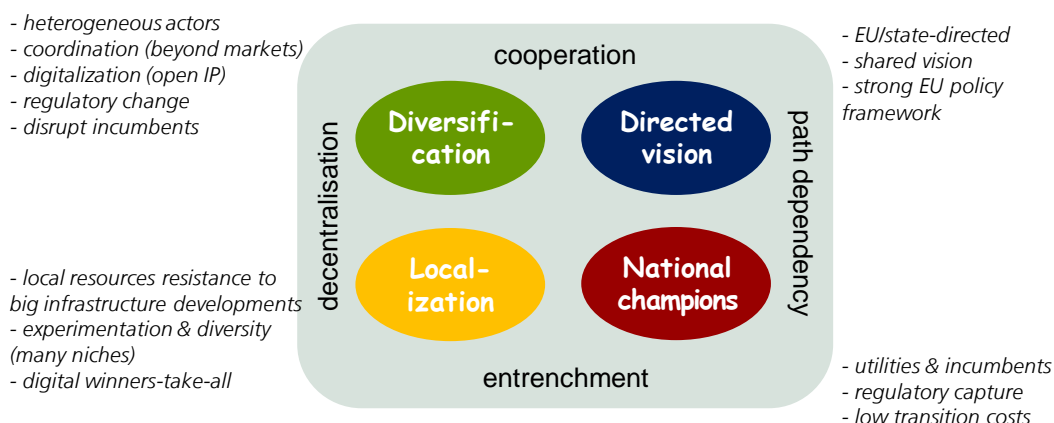 - heterogeneous actors
- coordination (beyond markets)
- digitalization (open IP)
- regulatory change
- disrupt incumbents
cooperation
- EU/state-directed
- shared vision
- strong EU policy
framework
Diversifi-
cation
Directed
vision
decentralisation
path dependency
- local resources resistance to
big infrastructure developments
- experimentation & diversity
(many niches)
- digital winners-take-all
Local-
ization
National
champions
entrenchment
- utilities & incumbents
- regulatory capture
- low transition costs